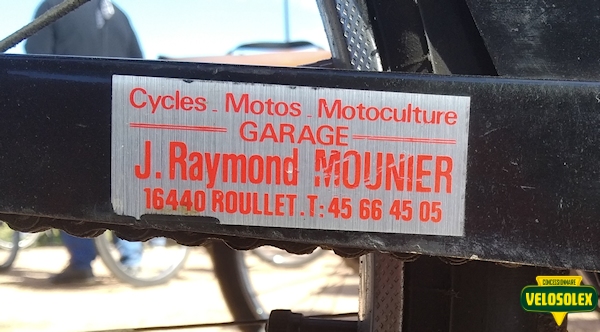 Cycles - Motos - Motoculture
GARAGE
J. Raymond MOUNIER
16440 ROULLET . T : 45 66 45 05
CONCESSIONNAIRE
VELOSOLEX